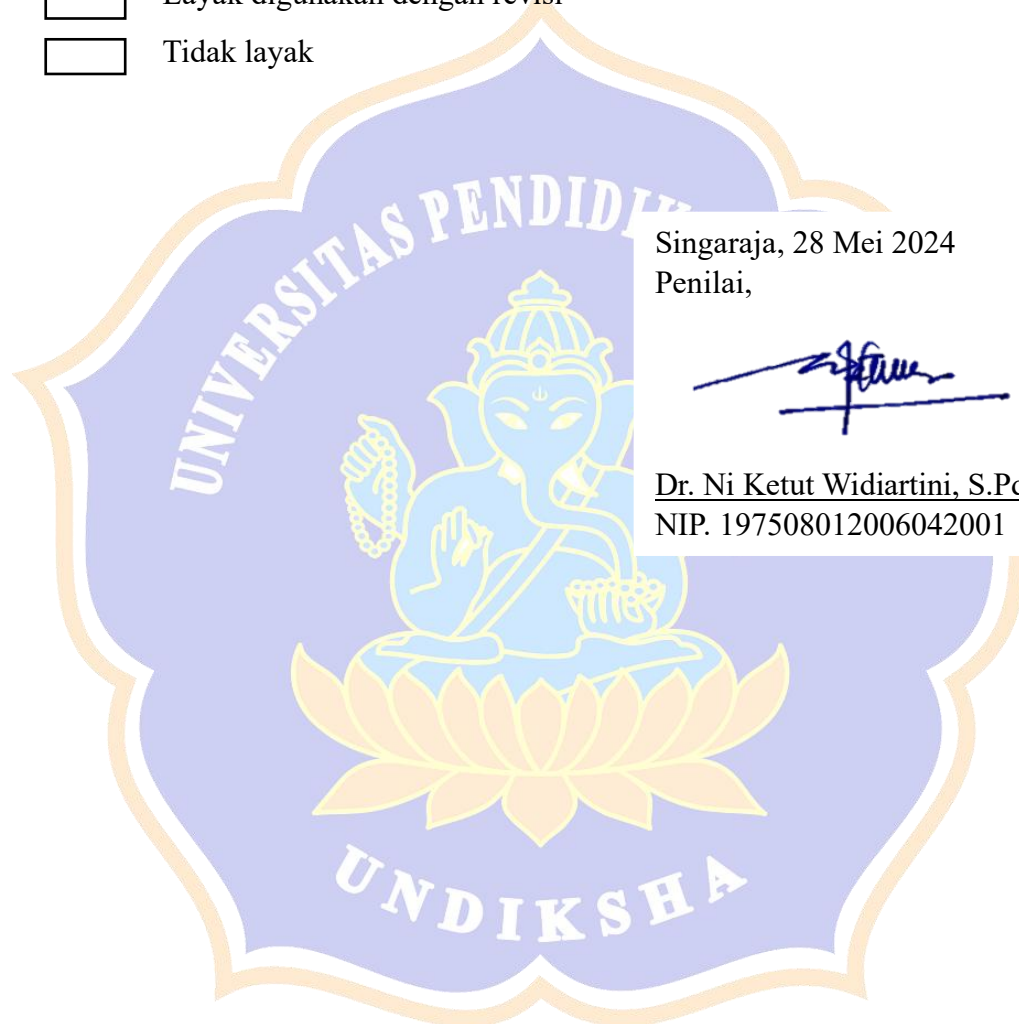 Layak digunakan dengan revisi
Tidak layak
UNIVERSITAS PENDIDIK
Singaraja, 28 Mei 2024
Penilai,
Dr. Ni Ketut Widiartini, S.Pd
NIP. 197508012006042001
UNDIKSHA